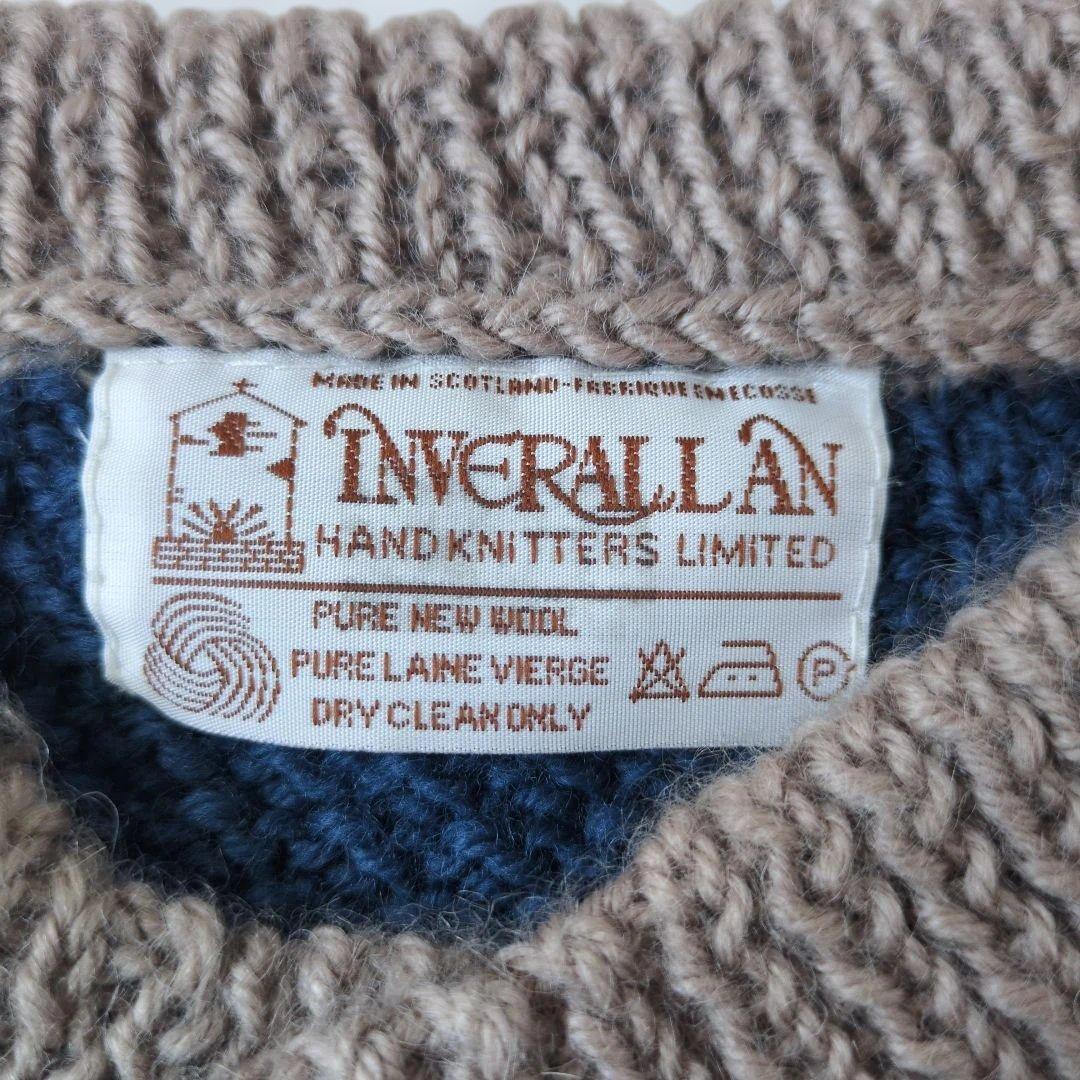 MADE IN SCOTLAND-FABRIQUE EN ECOSSE
INVERALLAN
HAND KNiTTERS LIMiTED
PURE NEW WOOL
PURE LAINE VIERGE
DRY CLEAN ONLY
P